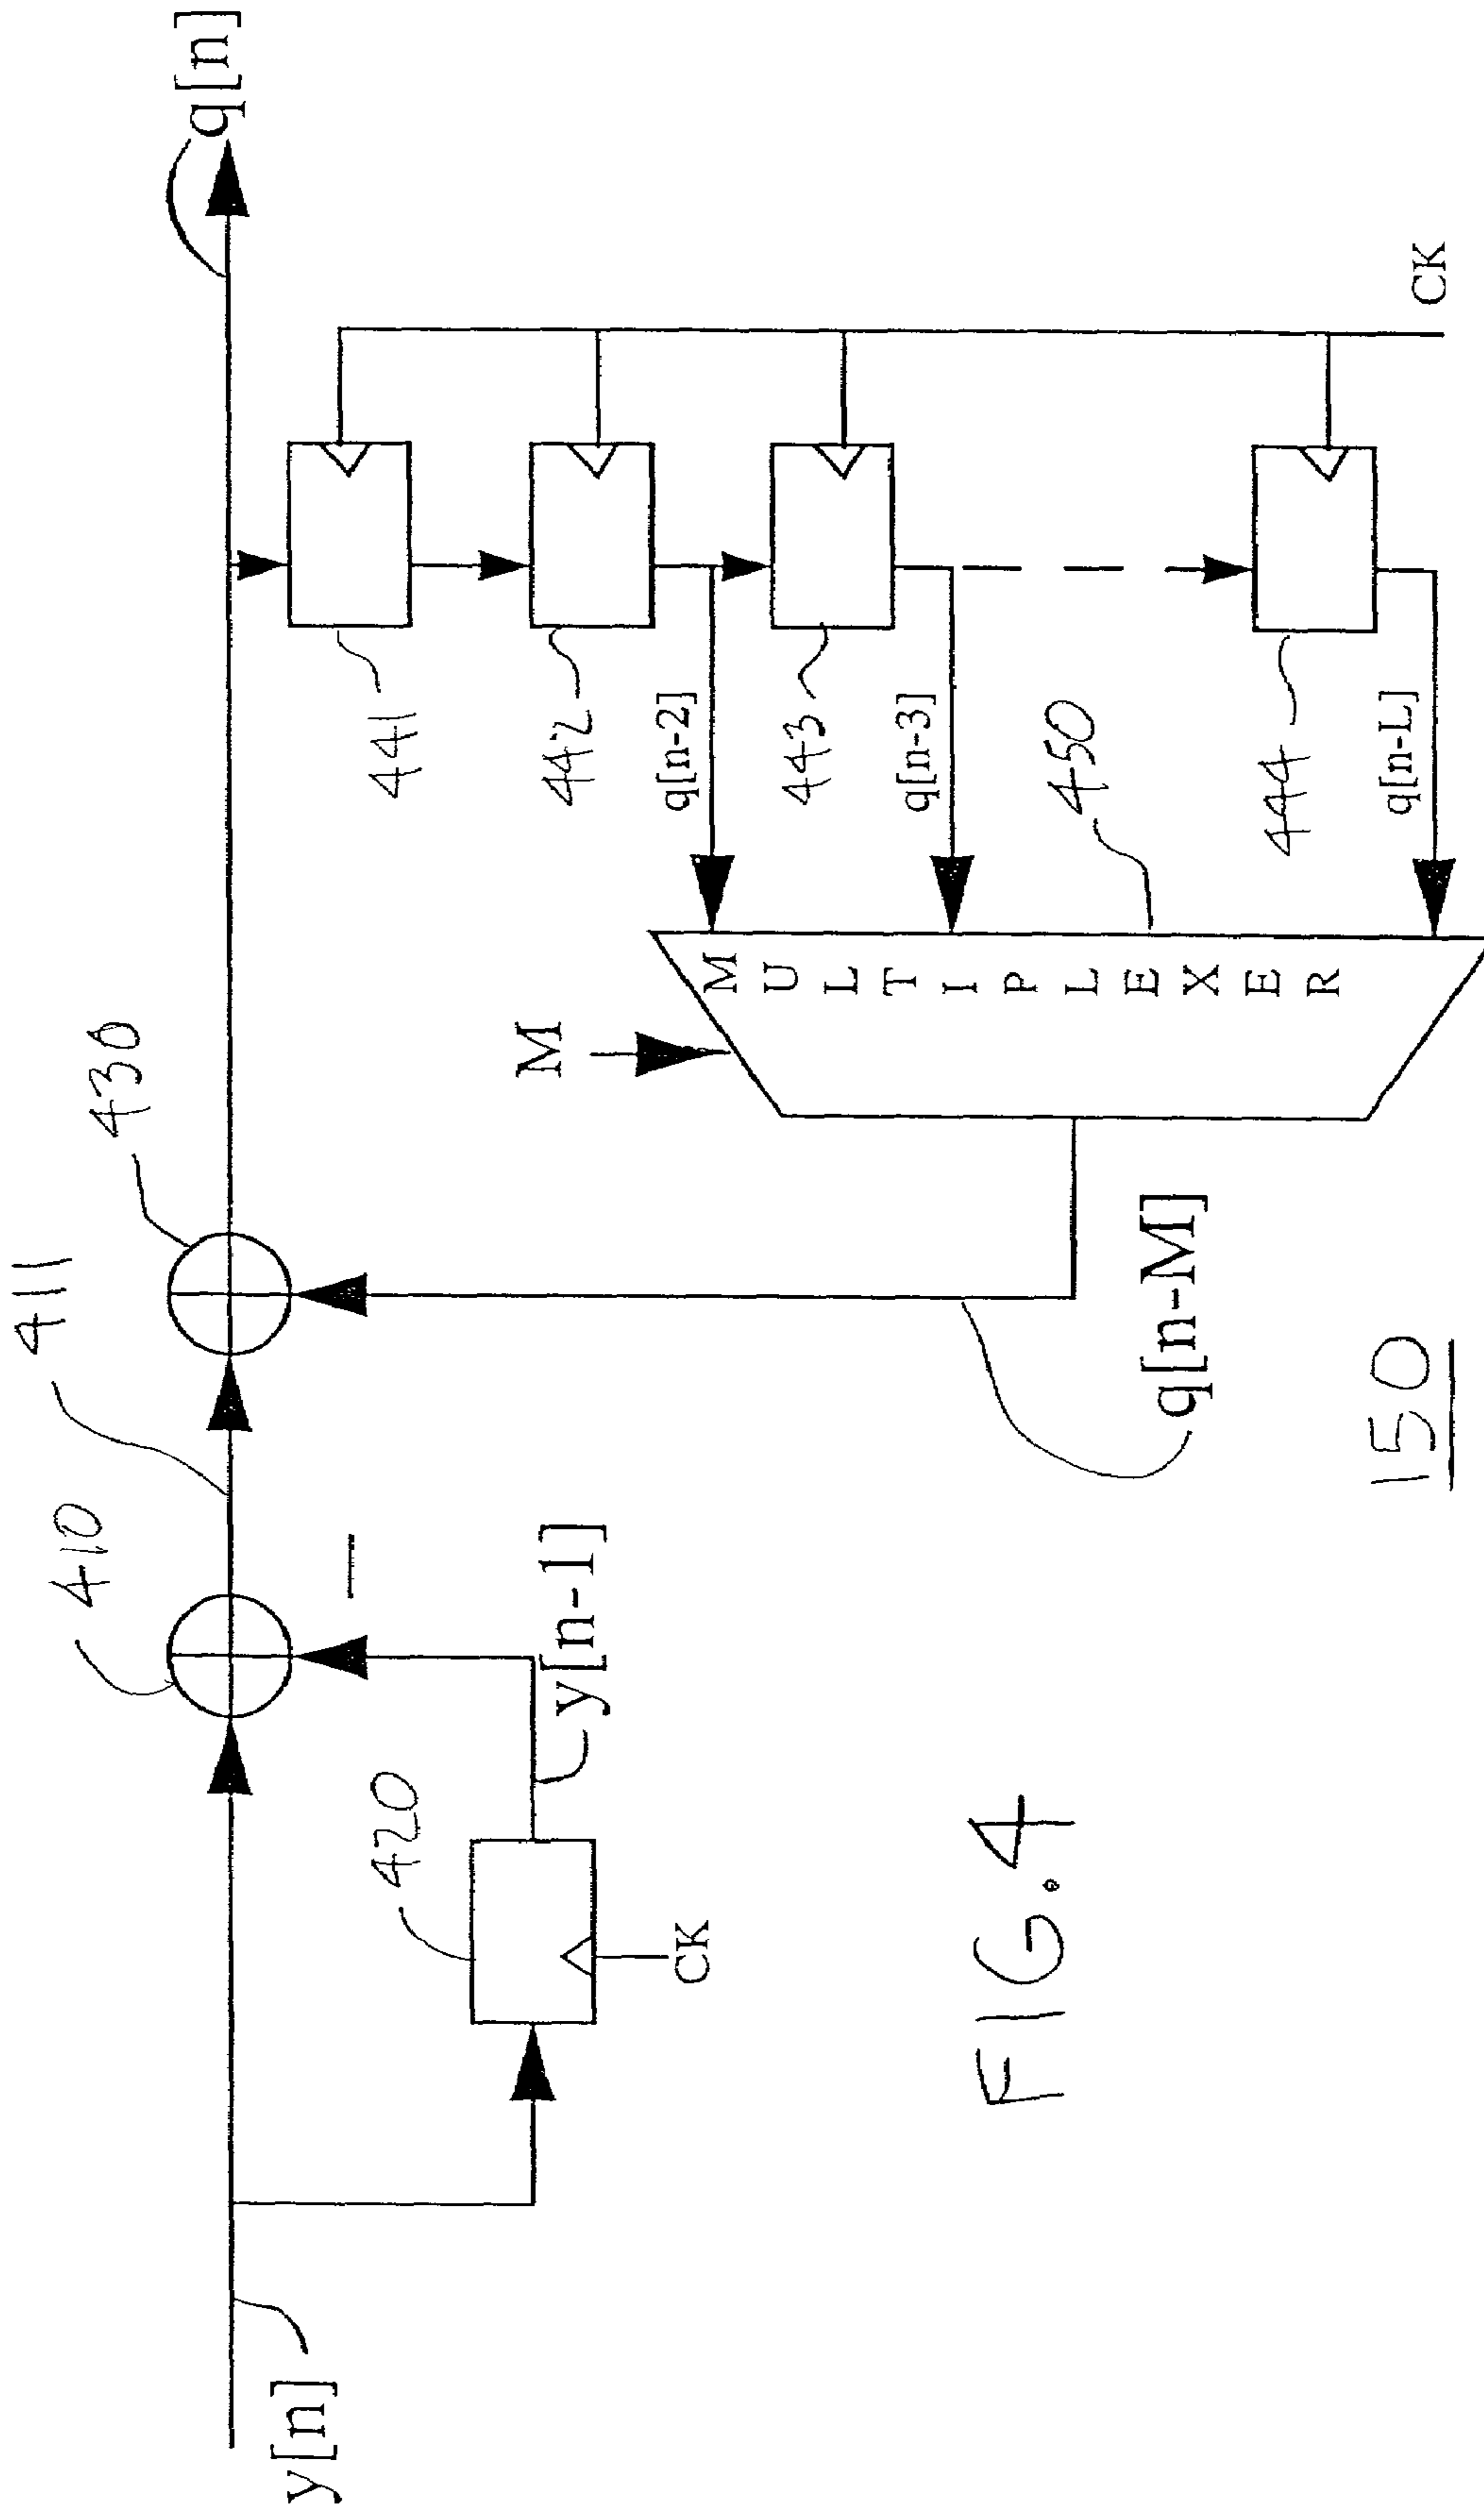 y[n]
420
CK
y[n-1]
410
—
411
430
q[n-M]
M
MULTIPLEXER
450
441
442
q[n-2]
443
q[n-3]
444
q[n-L]
CK
q[n]
150
FIG. 4